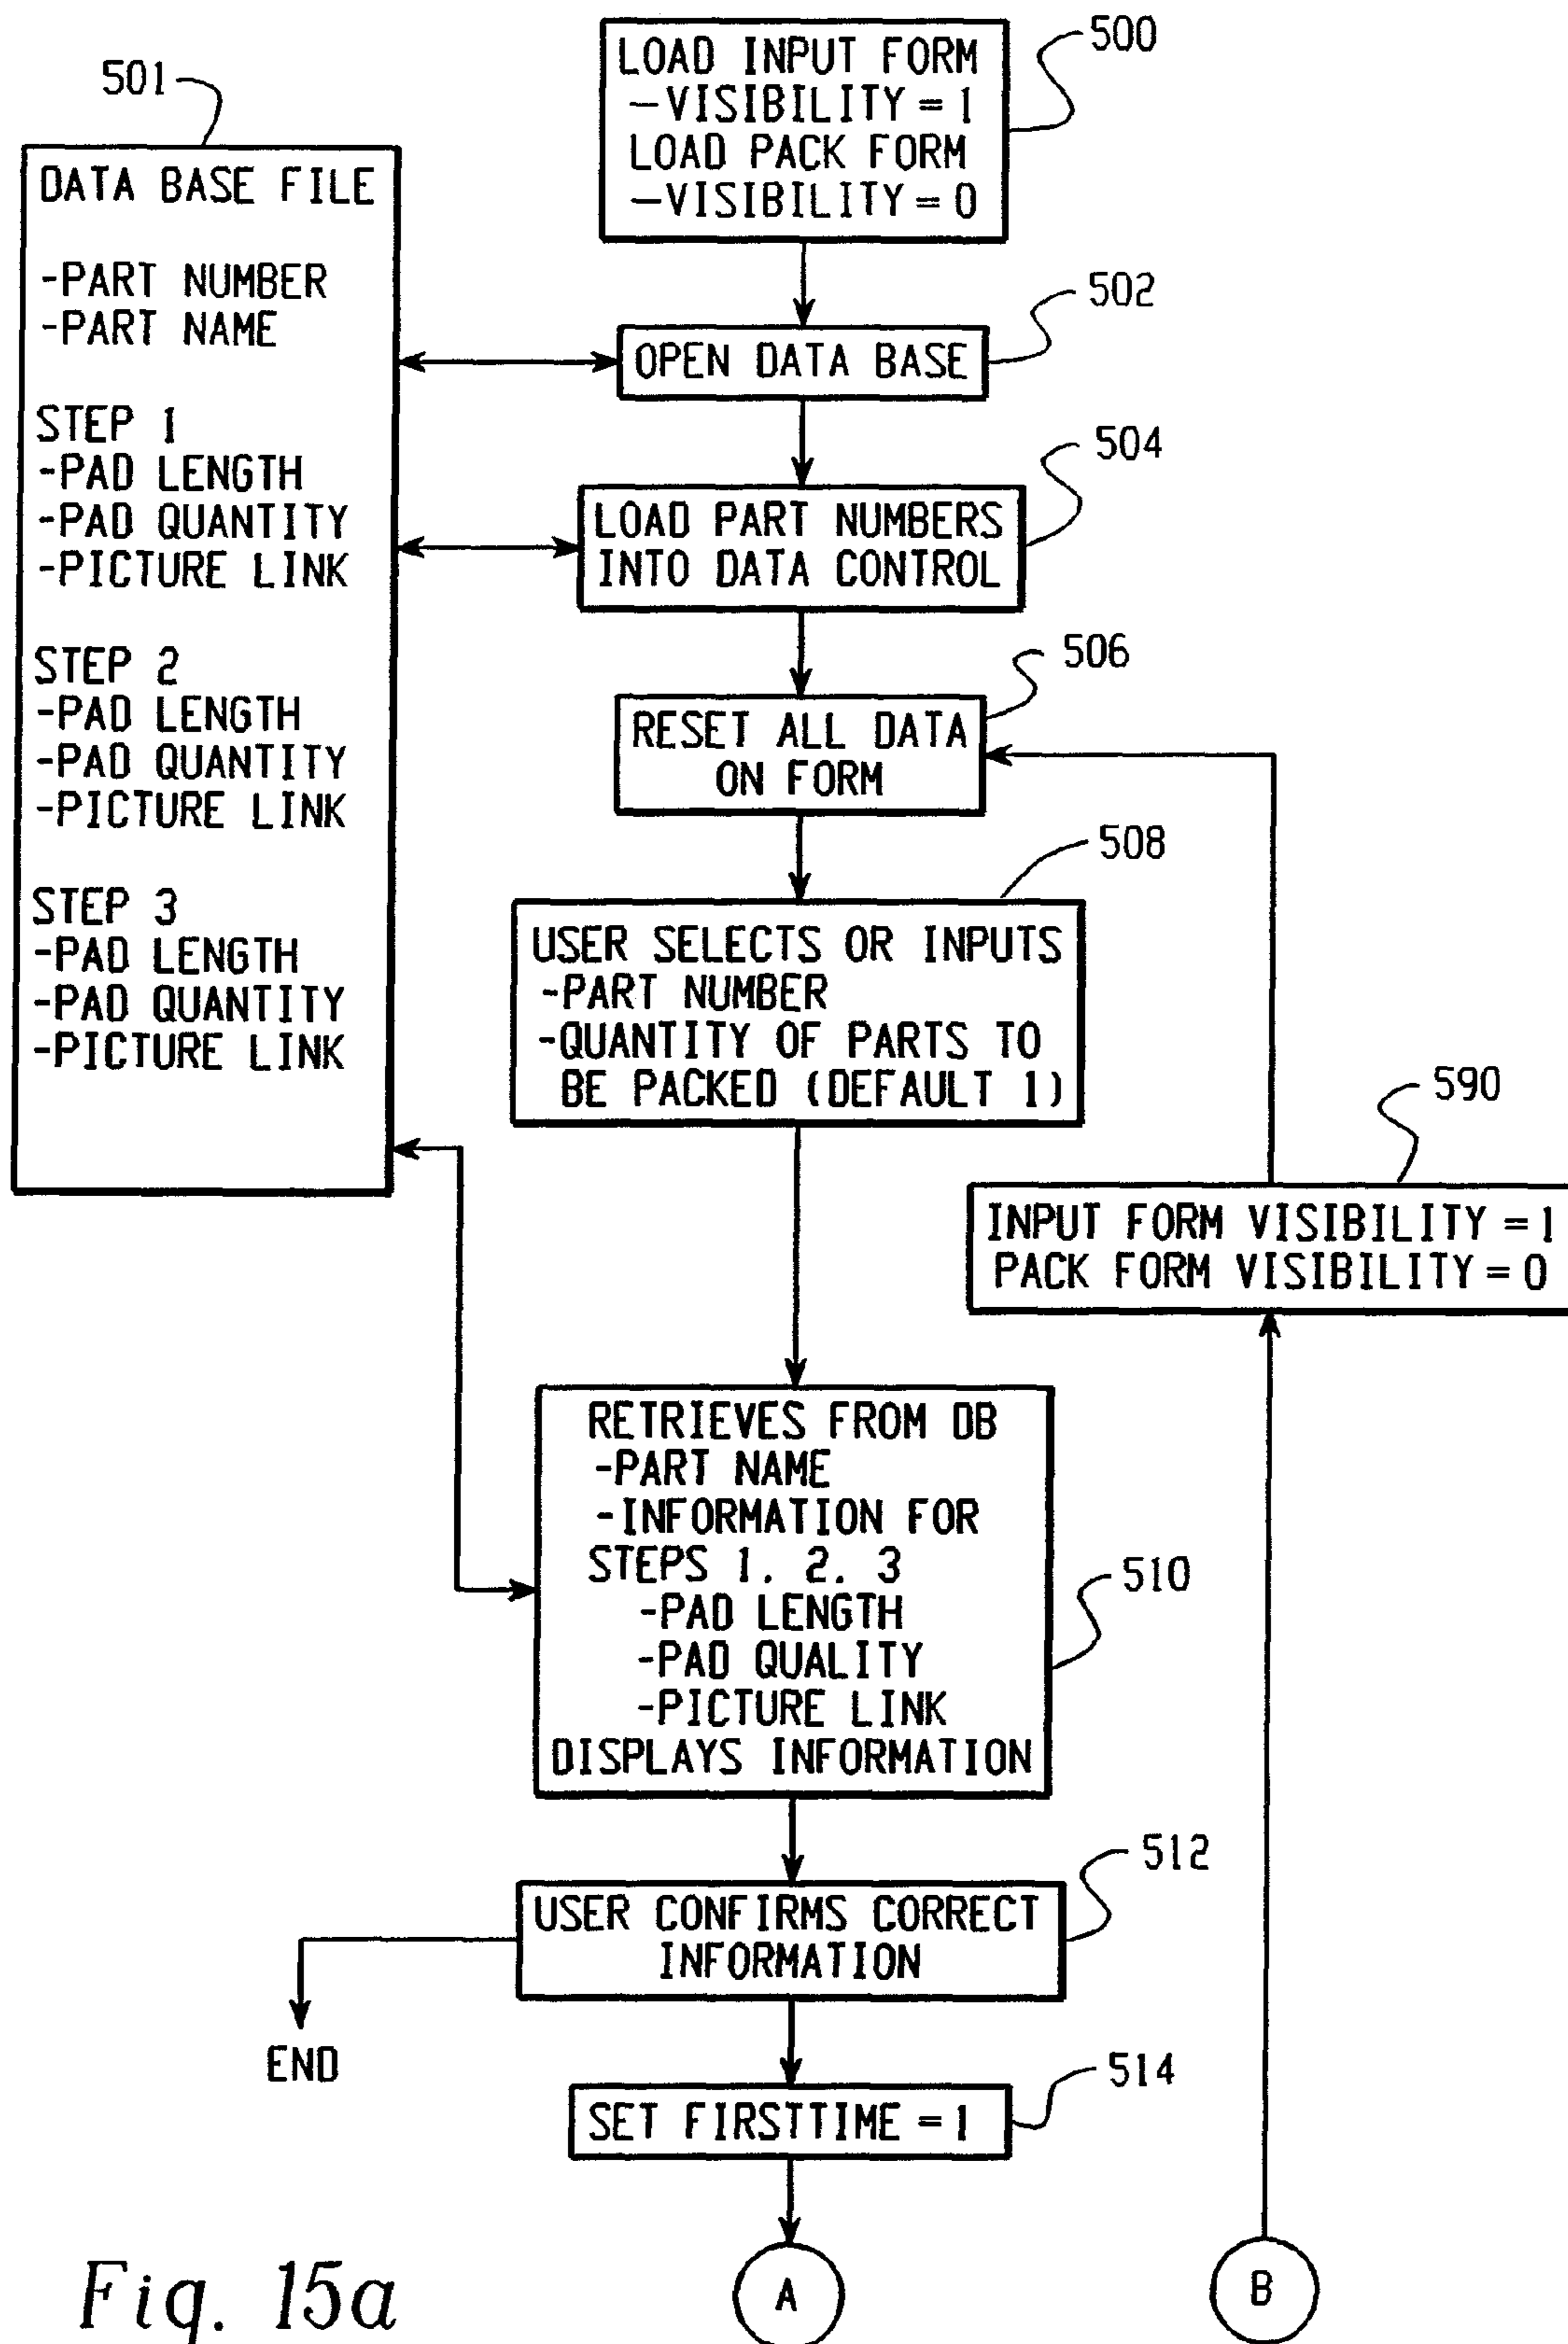 500
LOAD INPUT FORM
-VISIBILITY = 1
LOAD PACK FORM
-VISIBILITY = 0
501
DATA BASE FILE
-PART NUMBER
-PART NAME
STEP 1
-PAD LENGTH
-PAD QUANTITY
-PICTURE LINK
STEP 2
-PAD LENGTH
-PAD QUANTITY
-PICTURE LINK
STEP 3
-PAD LENGTH
-PAD QUANTITY
-PICTURE LINK
502
OPEN DATA BASE
504
LOAD PART NUMBERS
INTO DATA CONTROL
506
RESET ALL DATA
ON FORM
508
USER SELECTS OR INPUTS
-PART NUMBER
-QUANTITY OF PARTS TO
BE PACKED (DEFAULT 1)
590
INPUT FORM VISIBILITY = 1
PACK FORM VISIBILITY = 0
RETRIEVES FROM DB
-PART NAME
-INFORMATION FOR
STEPS 1. 2. 3
-PAD LENGTH
-PAD QUALITY
-PICTURE LINK
DISPLAYS INFORMATION
510
512
USER CONFIRMS CORRECT
INFORMATION
END
514
SET FIRSTTIME = 1
A
B
Fig. 15a